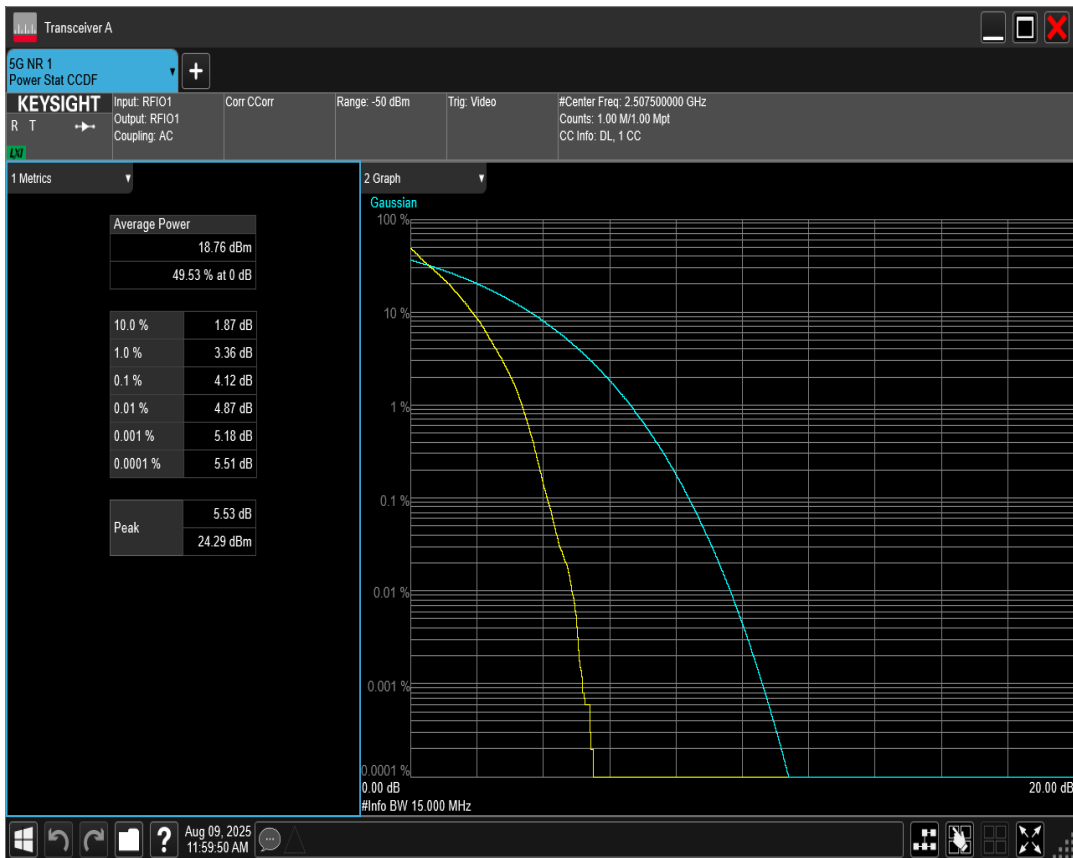 Transceiver A
5G NR 1
Power Stat CCDF
KEYSIGHT
R T
LXI
Input: RFIO1
Output: RFIO1
Coupling: AC
Corr CCorr
Range: -50 dBm
Trig: Video
#Center Freq: 2.507500000 GHz
Counts: 1.00 M/1.00 Mpt
CC Info: DL, 1 CC
1 Metrics
Average Power
18.76 dBm
49.53 % at 0 dB
10.0 % 1.87 dB
1.0 % 3.36 dB
0.1 % 4.12 dB
0.01 % 4.87 dB
0.001 % 5.18 dB
0.0001 % 5.51 dB
Peak
5.53 dB
24.29 dBm
2 Graph
Gaussian
100 %
10 %
1 %
0.1 %
0.01 %
0.001 %
0.0001 %
0.00 dB
20.00 dB
#Info BW 15.000 MHz
?
Aug 09, 2025
11:59:50 AM